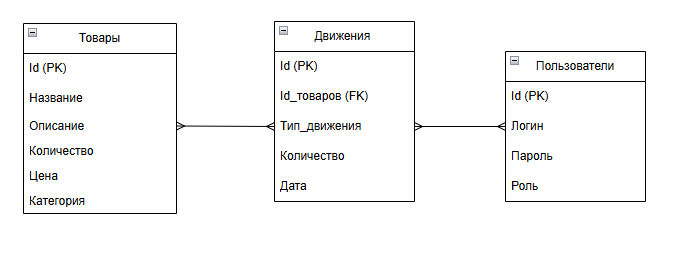 Товары
Id (PK)
Название
Описание
Количество
Цена
Категория
Движения
Id (PK)
Id_товаров (FK)
Тип_движения
Количество
Дата
Пользователи
Id (PK)
Логин
Пароль
Роль